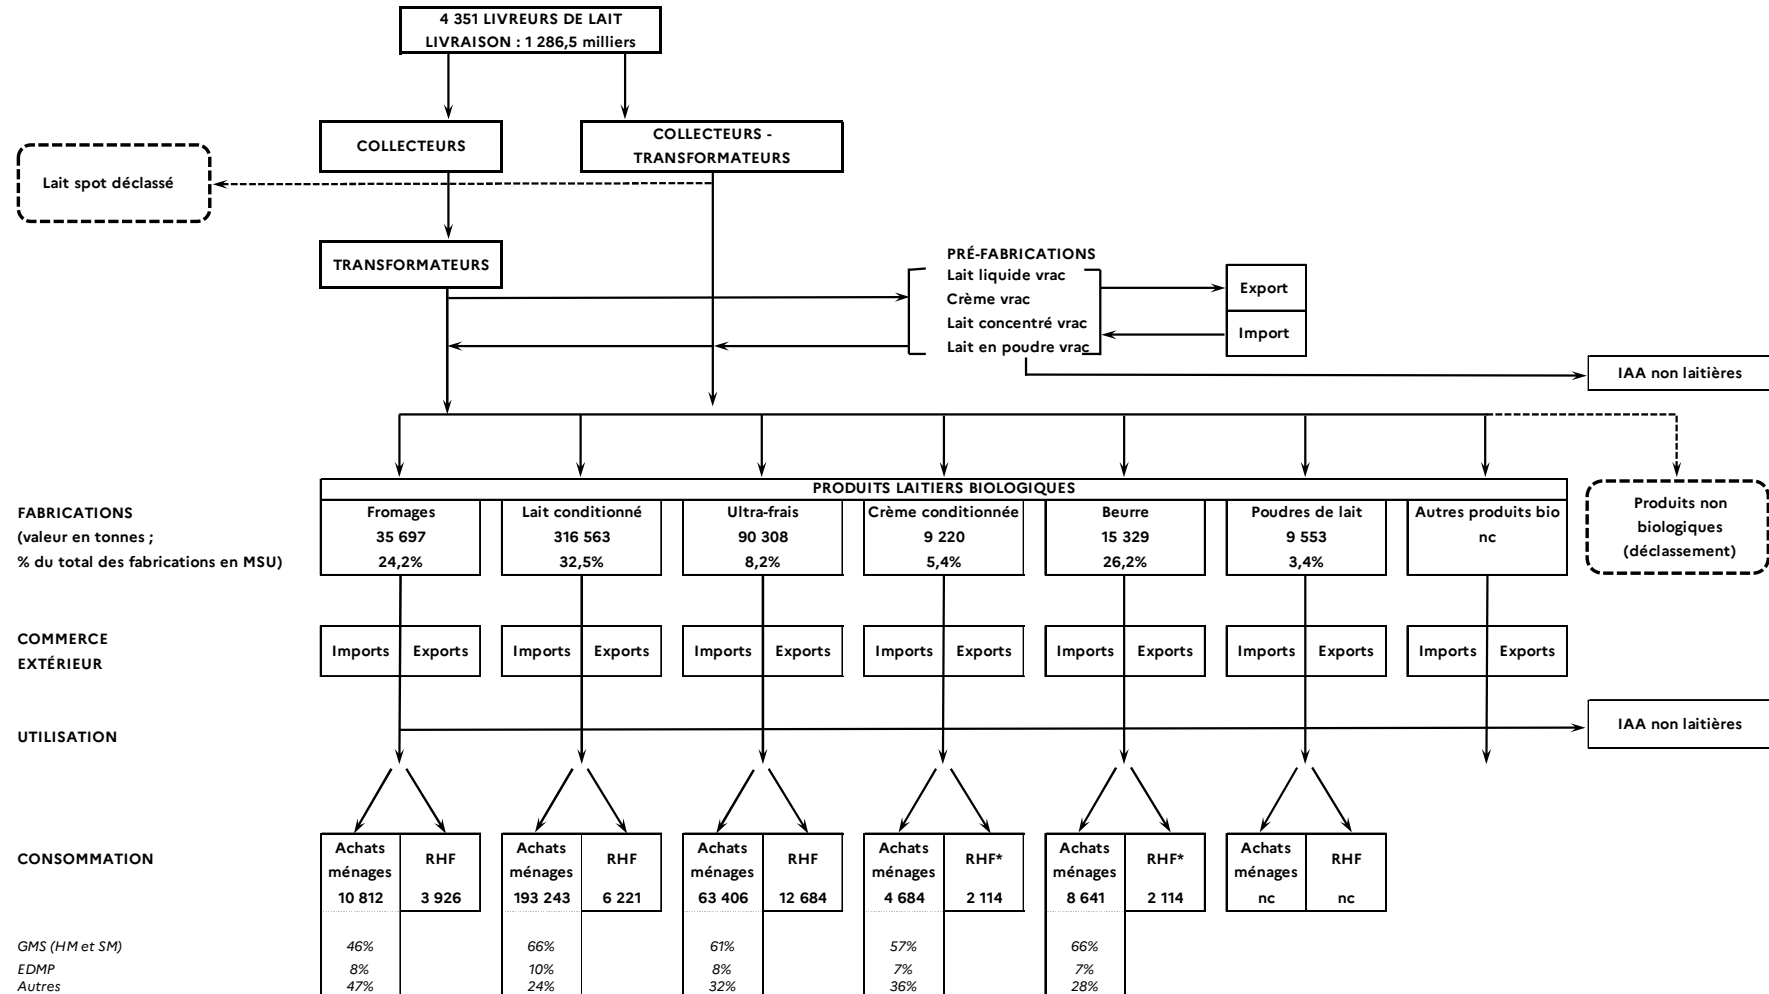 4 351 LIVREURS DE LAIT
LIVRAISON : 1 286,5 milliers
COLLECTEURS
COLLECTEURS -
TRANSFORMATEURS
Lait spot déclassé
TRANSFORMATEURS
PRÉ-FABRICATIONS
Lait liquide vrac
Crème vrac
Lait concentré vrac
Lait en poudre vrac
Export
Import
IAA non laitières
PRODUITS LAITIERS BIOLOGIQUES
FABRICATIONS
(valeur en tonnes ;
% du total des fabrications en MSU)
Fromages
35 697
24,2%
Lait conditionné
316 563
32,5%
Ultra-frais
90 308
8,2%
Crème conditionnée
9 220
5,4%
Beurre
15 329
26,2%
Poudres de lait
9 553
3,4%
Autres produits bio
nc
Produits non
biologiques
(déclassement)
COMMERCE
EXTÉRIEUR
Imports Exports
Imports Exports
Imports Exports
Imports Exports
Imports Exports
Imports Exports
Imports Exports
UTILISATION
IAA non laitières
CONSOMMATION
Achats
ménages
10 812
RHF
3 926
Achats
ménages
193 243
RHF
6 221
Achats
ménages
63 406
RHF
12 684
Achats
ménages
4 684
RHF*
2 114
Achats
ménages
8 641
RHF*
2 114
Achats
ménages
nc
RHF
nc
GMS (HM et SM) 46% 66% 61% 57% 66%
EDMP 8% 10% 8% 7% 7%
Autres 47% 24% 32% 36% 28%